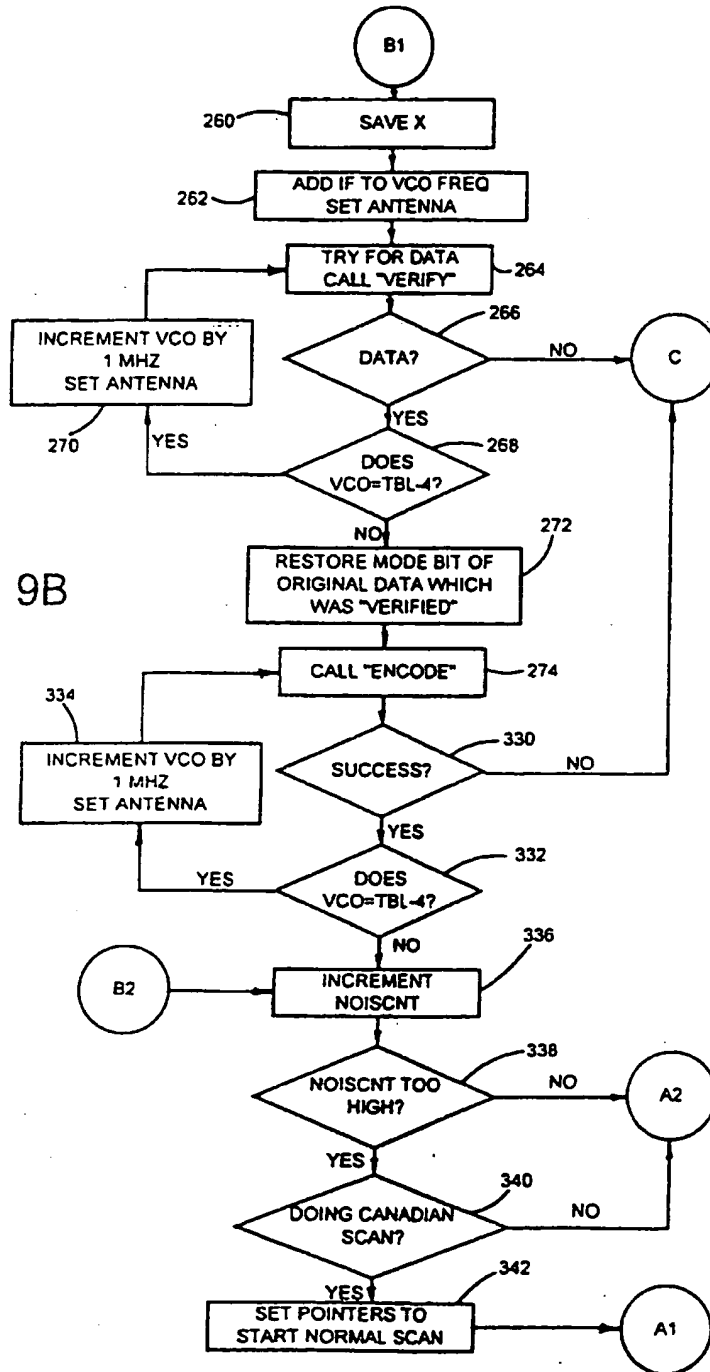 B1
260
SAVE X
262
ADD IF TO VCO FREQ
SET ANTENNA
TRY FOR DATA
CALL "VERIFY"
264
266
INCREMENT VCO BY
1 MHZ
SET ANTENNA
270
DATA?
NO
C
YES
YES
268
DOES
VCO=TBL-4?
NO
272
9B
RESTORE MODE BIT OF
ORIGINAL DATA WHICH
WAS "VERIFIED"
CALL "ENCODE"
274
334
330
INCREMENT VCO BY
1 MHZ
SET ANTENNA
SUCCESS?
NO
YES
YES
332
DOES
VCO=TBL-4?
NO
336
B2
INCREMENT
NOISCNT
338
NOISCNT TOO
HIGH?
NO
A2
YES
340
DOING CANADIAN
SCAN?
NO
YES
342
SET POINTERS TO
START NORMAL SCAN
A1